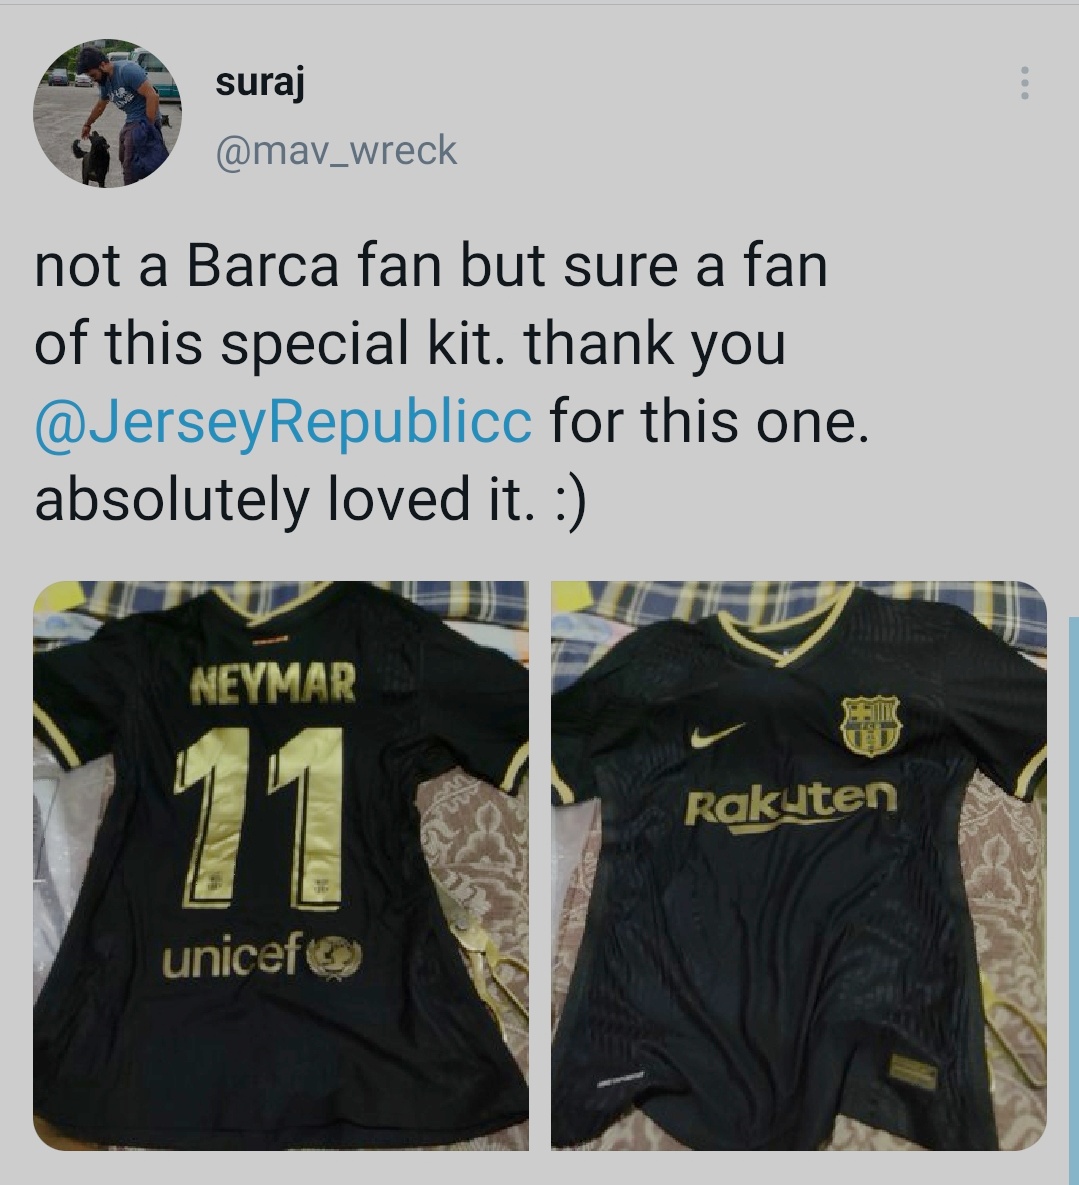 suraj
@mav_wreck
not a Barca fan but sure a fan
of this special kit. thank you
@JerseyRepublicc for this one.
absolutely loved it. :)
NEYMAR
11
unicef
Rakuten